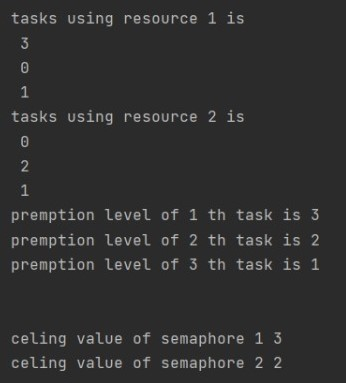 tasks using resource 1 is
3
0
1
tasks using resource 2 is
0
2
1
premption level of 1 th task is 3
premption level of 2 th task is 2
premption level of 3 th task is 1
celing value of semaphore 1 3
celing value of semaphore 2 2